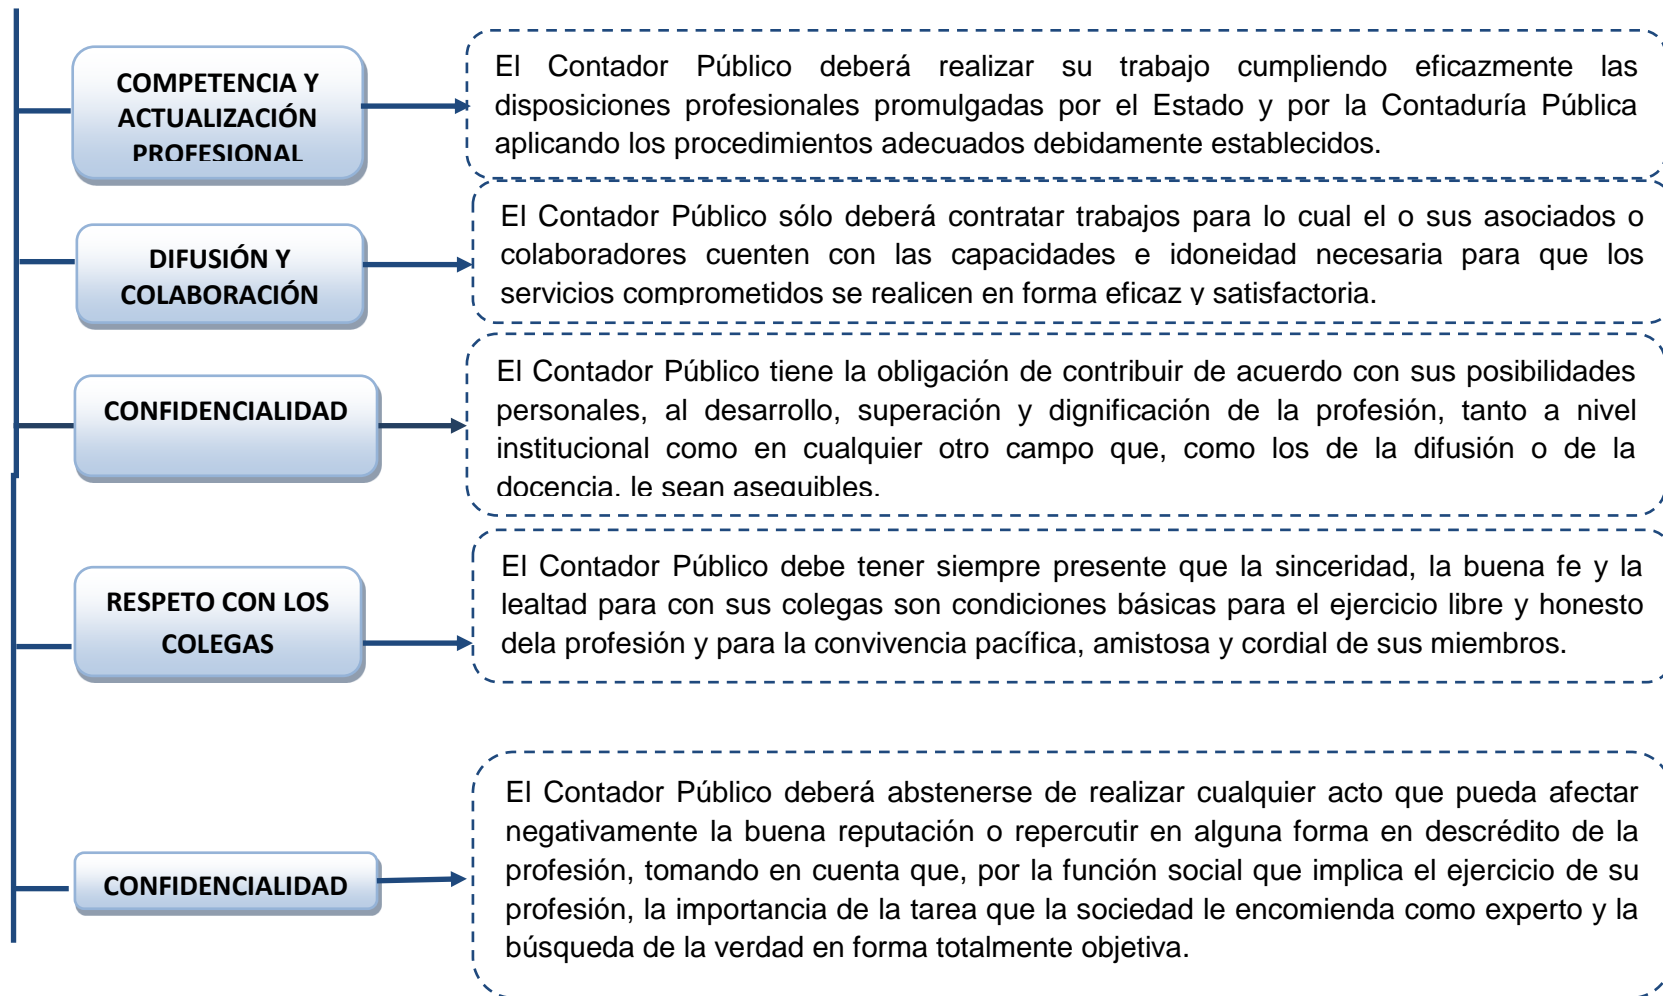 COMPETENCIA Y
ACTUALIZACIÓN
PROFESIONAL
El Contador Público deberá realizar su trabajo cumpliendo eficazmente las
disposiciones profesionales promulgadas por el Estado y por la Contaduría Pública
aplicando los procedimientos adecuados debidamente establecidos.
DIFUSIÓN Y
COLABORACIÓN
El Contador Público sólo deberá contratar trabajos para lo cual el o sus asociados o
colaboradores cuenten con las capacidades e idoneidad necesaria para que los
servicios comprometidos se realicen en forma eficaz y satisfactoria.
CONFIDENCIALIDAD
El Contador Público tiene la obligación de contribuir de acuerdo con sus posibilidades
personales, al desarrollo, superación y dignificación de la profesión, tanto a nivel
institucional como en cualquier otro campo que, como los de la difusión o de la
docencia, le sean asequibles.
RESPETO CON LOS
COLEGAS
El Contador Público debe tener siempre presente que la sinceridad, la buena fe y la
lealtad para con sus colegas son condiciones básicas para el ejercicio libre y honesto
dela profesión y para la convivencia pacífica, amistosa y cordial de sus miembros.
CONFIDENCIALIDAD
El Contador Público deberá abstenerse de realizar cualquier acto que pueda afectar
negativamente la buena reputación o repercutir en alguna forma en descrédito de la
profesión, tomando en cuenta que, por la función social que implica el ejercicio de su
profesión, la importancia de la tarea que la sociedad le encomienda como experto y la
búsqueda de la verdad en forma totalmente objetiva.